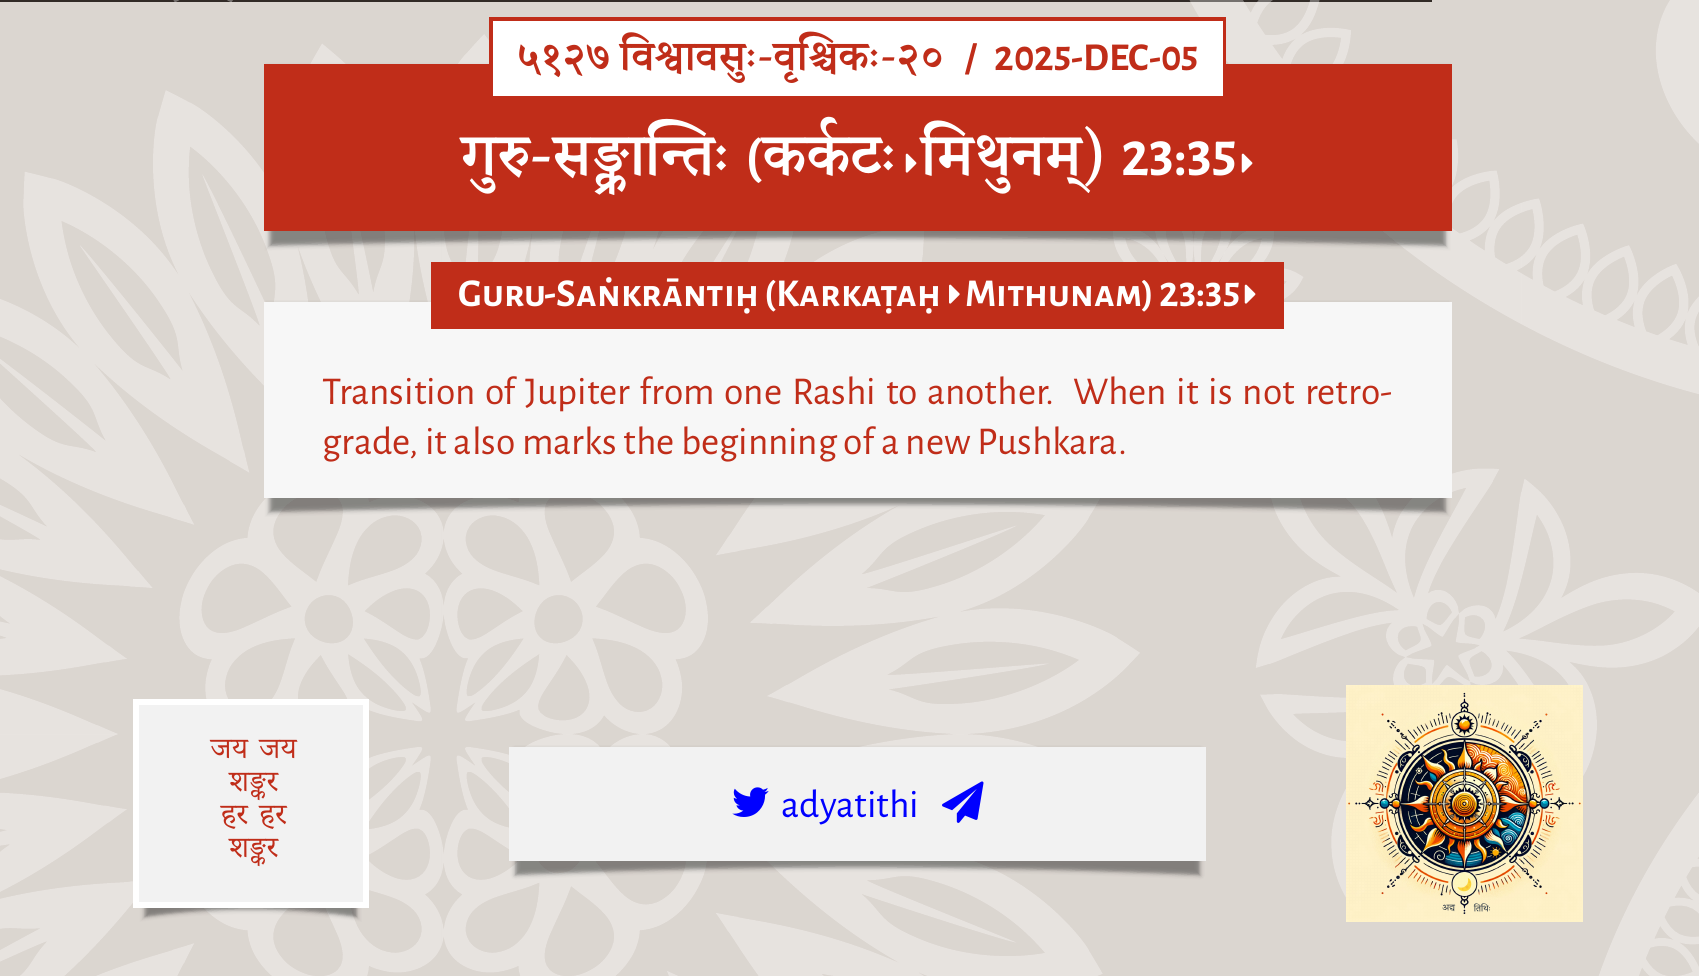 ५१२७ विश्वावसुः-वृश्चिकः-२० / 2025-DEC-05
गुरु-सङ्क्रान्तिः (कर्कटः▸मिथुनम्) 23:35▸
Guru-Saṅkrāntiḥ (Karkaṭaḥ▸Mithunam) 23:35▸
Transition of Jupiter from one Rashi to another. When it is not retro-
grade, it also marks the beginning of a new Pushkara.
जय जय
शङ्कर
हर हर
शङ्कर
adyatithi
अद्य तिथिः